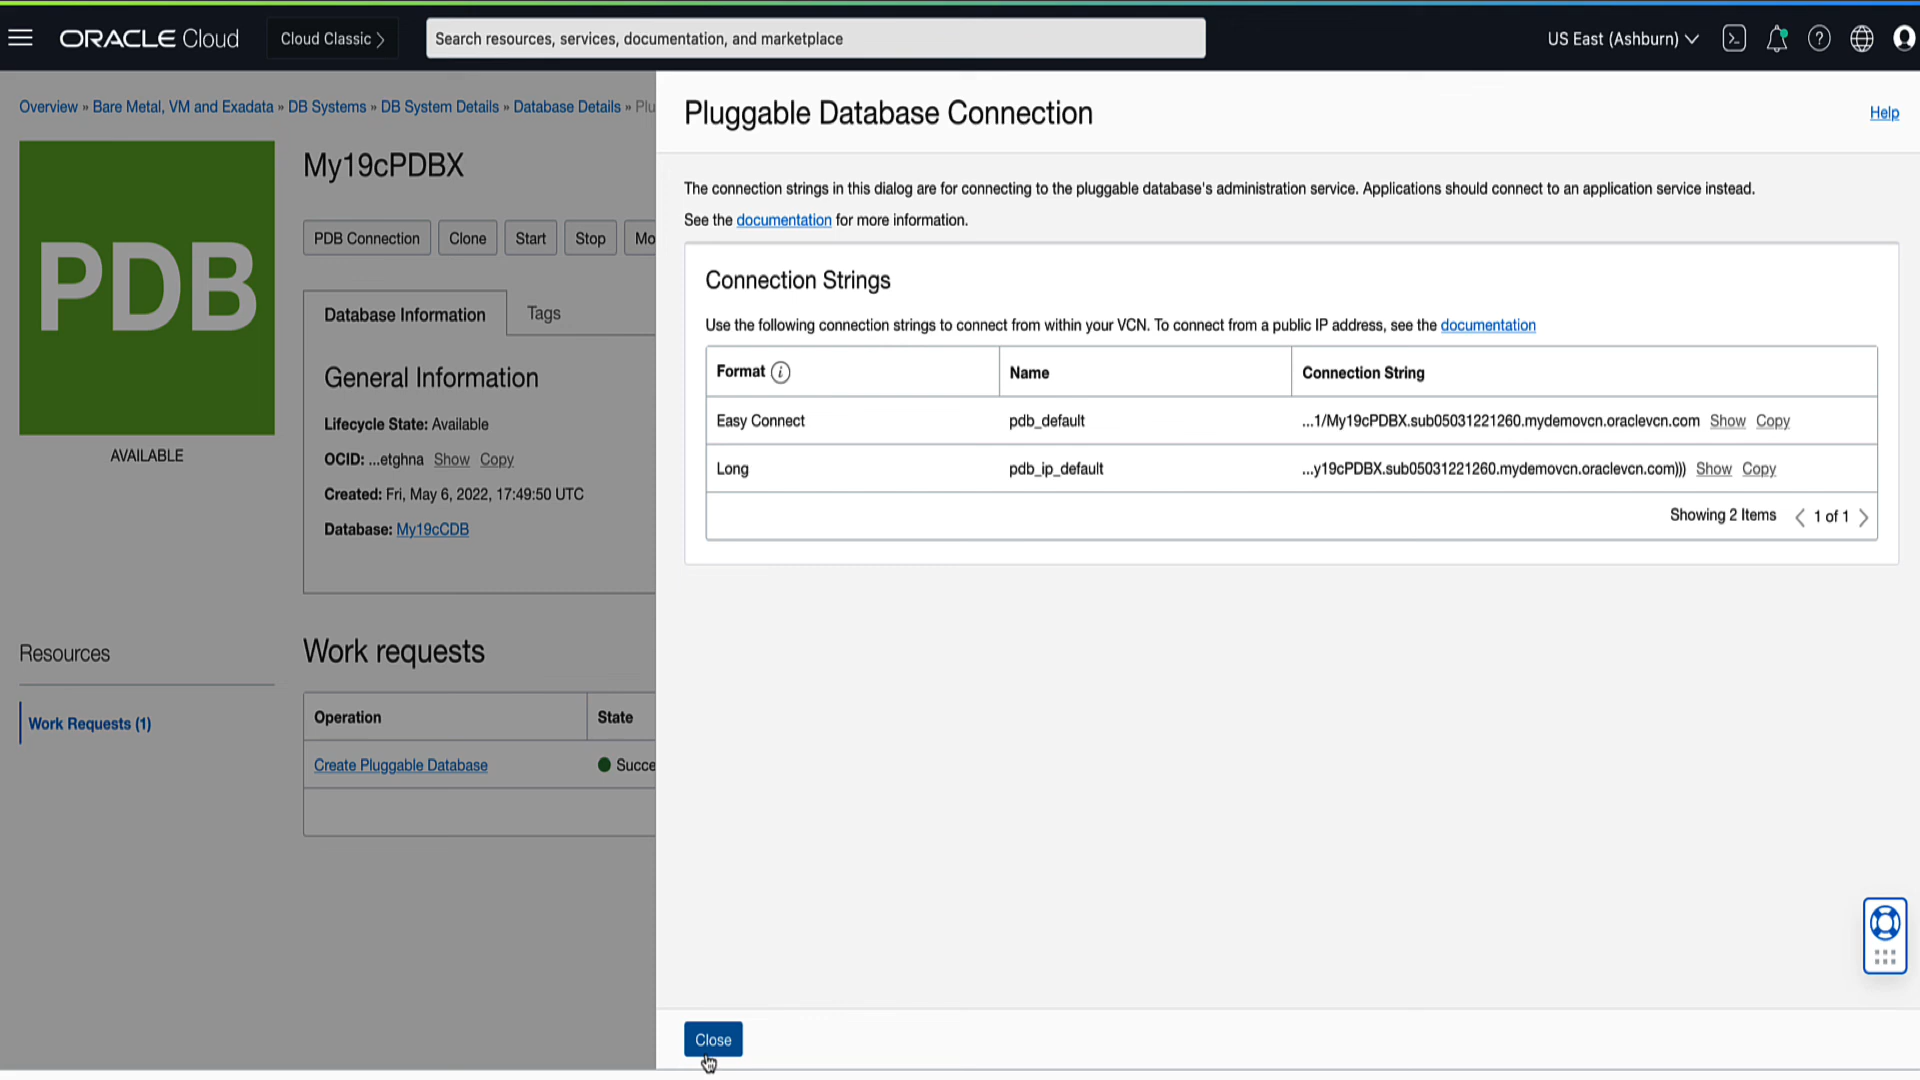 ORACLE Cloud
Cloud Classic
Search resources, services, documentation, and marketplace
US East (Ashburn)
Overview » Bare Metal, VM and Exadata » DB Systems » DB System Details » Database Details » Plu
PDB
AVAILABLE
My19cPDBX
PDB Connection Clone Start Stop Mo
Database Information Tags
General Information
Lifecycle State: Available
OCID: ...etghna Show Copy
Created: Fri, May 6, 2022, 17:49:50 UTC
Database: My19cCDB
Resources
Work Requests (1)
Work requests
Operation State
Create Pluggable Database Succe
Pluggable Database Connection
Help
The connection strings in this dialog are for connecting to the pluggable database's administration service. Applications should connect to an application service instead.
See the documentation for more information.
Connection Strings
Use the following connection strings to connect from within your VCN. To connect from a public IP address, see the documentation
Format i Name Connection String
Easy Connect pdb_default ...1/My19cPDBX.sub05031221260.mydemovcn.oraclevcn.com Show Copy
Long pdb_ip_default ...y19cPDBX.sub05031221260.mydemovcn.oraclevcn.com))) Show Copy
Showing 2 Items < 1 of 1 >
Close